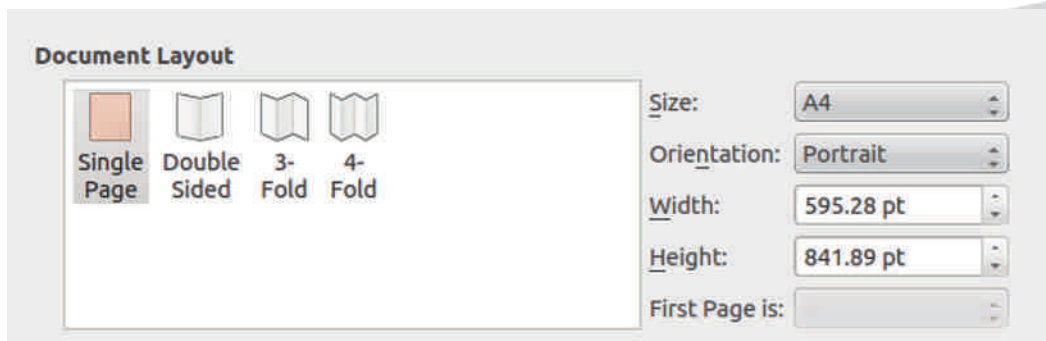 Document Layout
Single Page
Double Sided
3-Fold
4-Fold
Size: A4
Orientation: Portrait
Width: 595.28 pt
Height: 841.89 pt
First Page is: